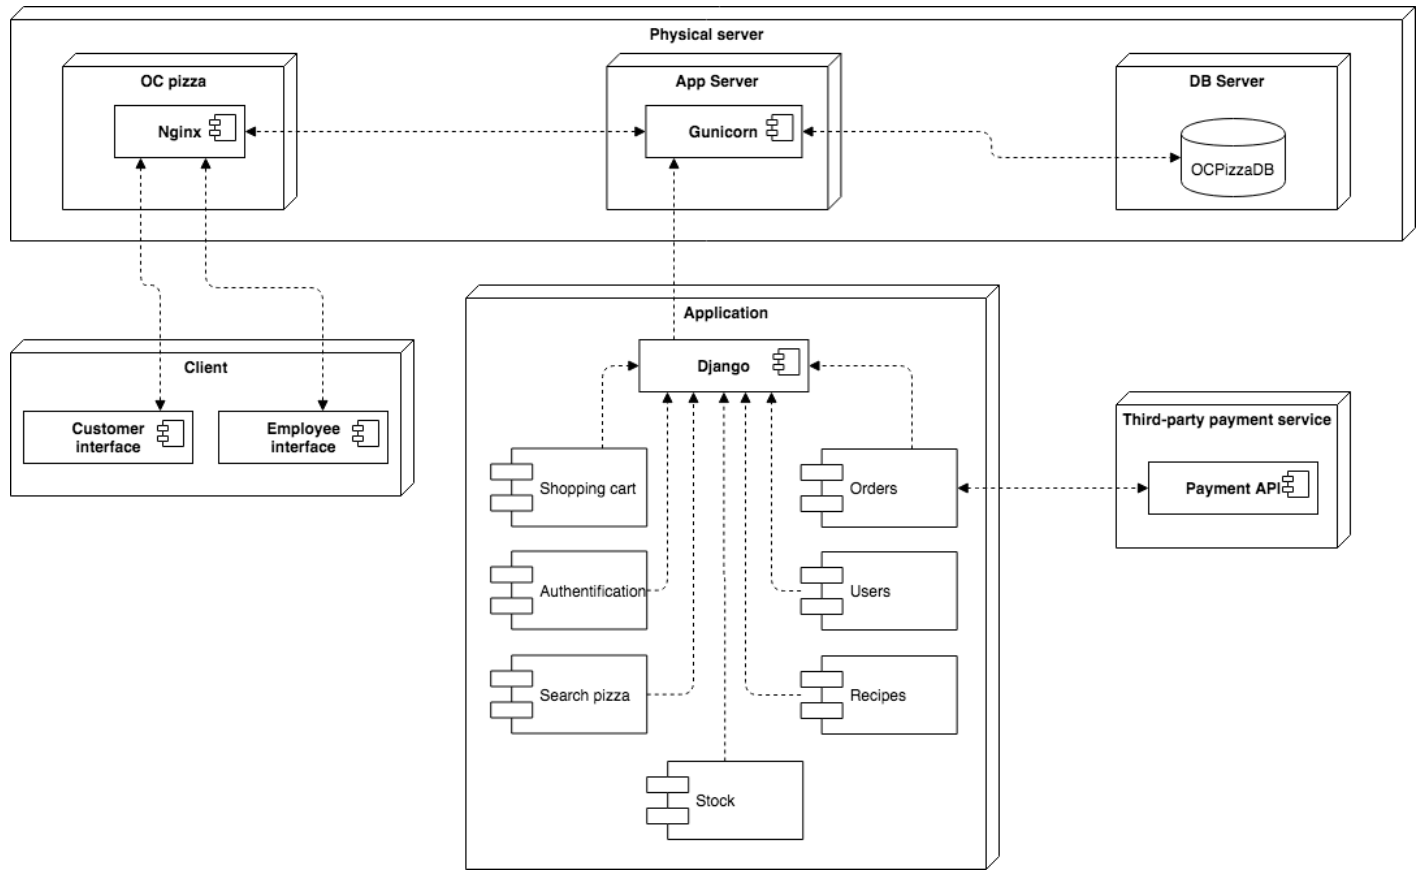 Physical server
OC pizza
App Server
DB Server
Nginx
Gunicorn
OCPizzaDB
Application
Client
Django
Customer
interface
Employee
interface
Third-party payment service
Shopping cart
Orders
Payment API
Authentification
Users
Search pizza
Recipes
Stock